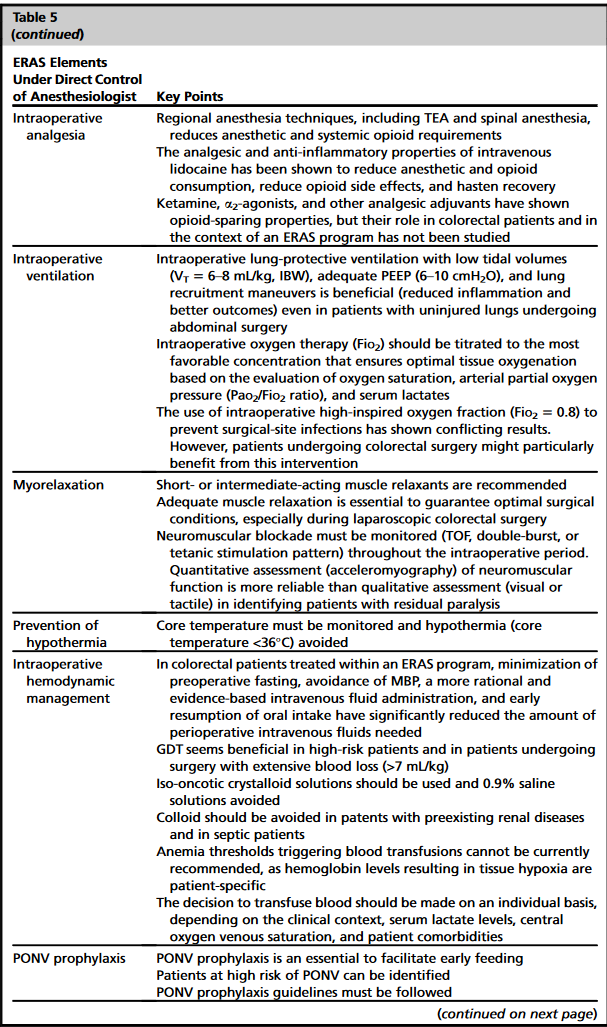 Table 5
(continued)
ERAS Elements
Under Direct Control
of Anesthesiologist Key Points
Intraoperative
analgesia
Regional anesthesia techniques, including TEA and spinal anesthesia,
reduces anesthetic and systemic opioid requirements
The analgesic and anti-inflammatory properties of intravenous
lidocaine has been shown to reduce anesthetic and opioid
consumption, reduce opioid side effects, and hasten recovery
Ketamine, α₂-agonists, and other analgesic adjuvants have shown
opioid-sparing properties, but their role in colorectal patients and in
the context of an ERAS program has not been studied
Intraoperative
ventilation
Intraoperative lung-protective ventilation with low tidal volumes
(V_T = 6–8 mL/kg, IBW), adequate PEEP (6–10 cmH₂O), and lung
recruitment maneuvers is beneficial (reduced inflammation and
better outcomes) even in patients with uninjured lungs undergoing
abdominal surgery
Intraoperative oxygen therapy (Fio₂) should be titrated to the most
favorable concentration that ensures optimal tissue oxygenation
based on the evaluation of oxygen saturation, arterial partial oxygen
pressure (Pao₂/Fio₂ ratio), and serum lactates
The use of intraoperative high-inspired oxygen fraction (Fio₂ = 0.8) to
prevent surgical-site infections has shown conflicting results.
However, patients undergoing colorectal surgery might particularly
benefit from this intervention
Myorelaxation
Short- or intermediate-acting muscle relaxants are recommended
Adequate muscle relaxation is essential to guarantee optimal surgical
conditions, especially during laparoscopic colorectal surgery
Neuromuscular blockade must be monitored (TOF, double-burst, or
tetanic stimulation pattern) throughout the intraoperative period.
Quantitative assessment (acceleromyography) of neuromuscular
function is more reliable than qualitative assessment (visual or
tactile) in identifying patients with residual paralysis
Prevention of
hypothermia
Core temperature must be monitored and hypothermia (core
temperature <36°C) avoided
Intraoperative
hemodynamic
management
In colorectal patients treated within an ERAS program, minimization of
preoperative fasting, avoidance of MBP, a more rational and
evidence-based intravenous fluid administration, and early
resumption of oral intake have significantly reduced the amount of
perioperative intravenous fluids needed
GDT seems beneficial in high-risk patients and in patients undergoing
surgery with extensive blood loss (>7 mL/kg)
Iso-oncotic crystalloid solutions should be used and 0.9% saline
solutions avoided
Colloid should be avoided in patents with preexisting renal diseases
and in septic patients
Anemia thresholds triggering blood transfusions cannot be currently
recommended, as hemoglobin levels resulting in tissue hypoxia are
patient-specific
The decision to transfuse blood should be made on an individual basis,
depending on the clinical context, serum lactate levels, central
oxygen venous saturation, and patient comorbidities
PONV prophylaxis
PONV prophylaxis is an essential to facilitate early feeding
Patients at high risk of PONV can be identified
PONV prophylaxis guidelines must be followed
(continued on next page)